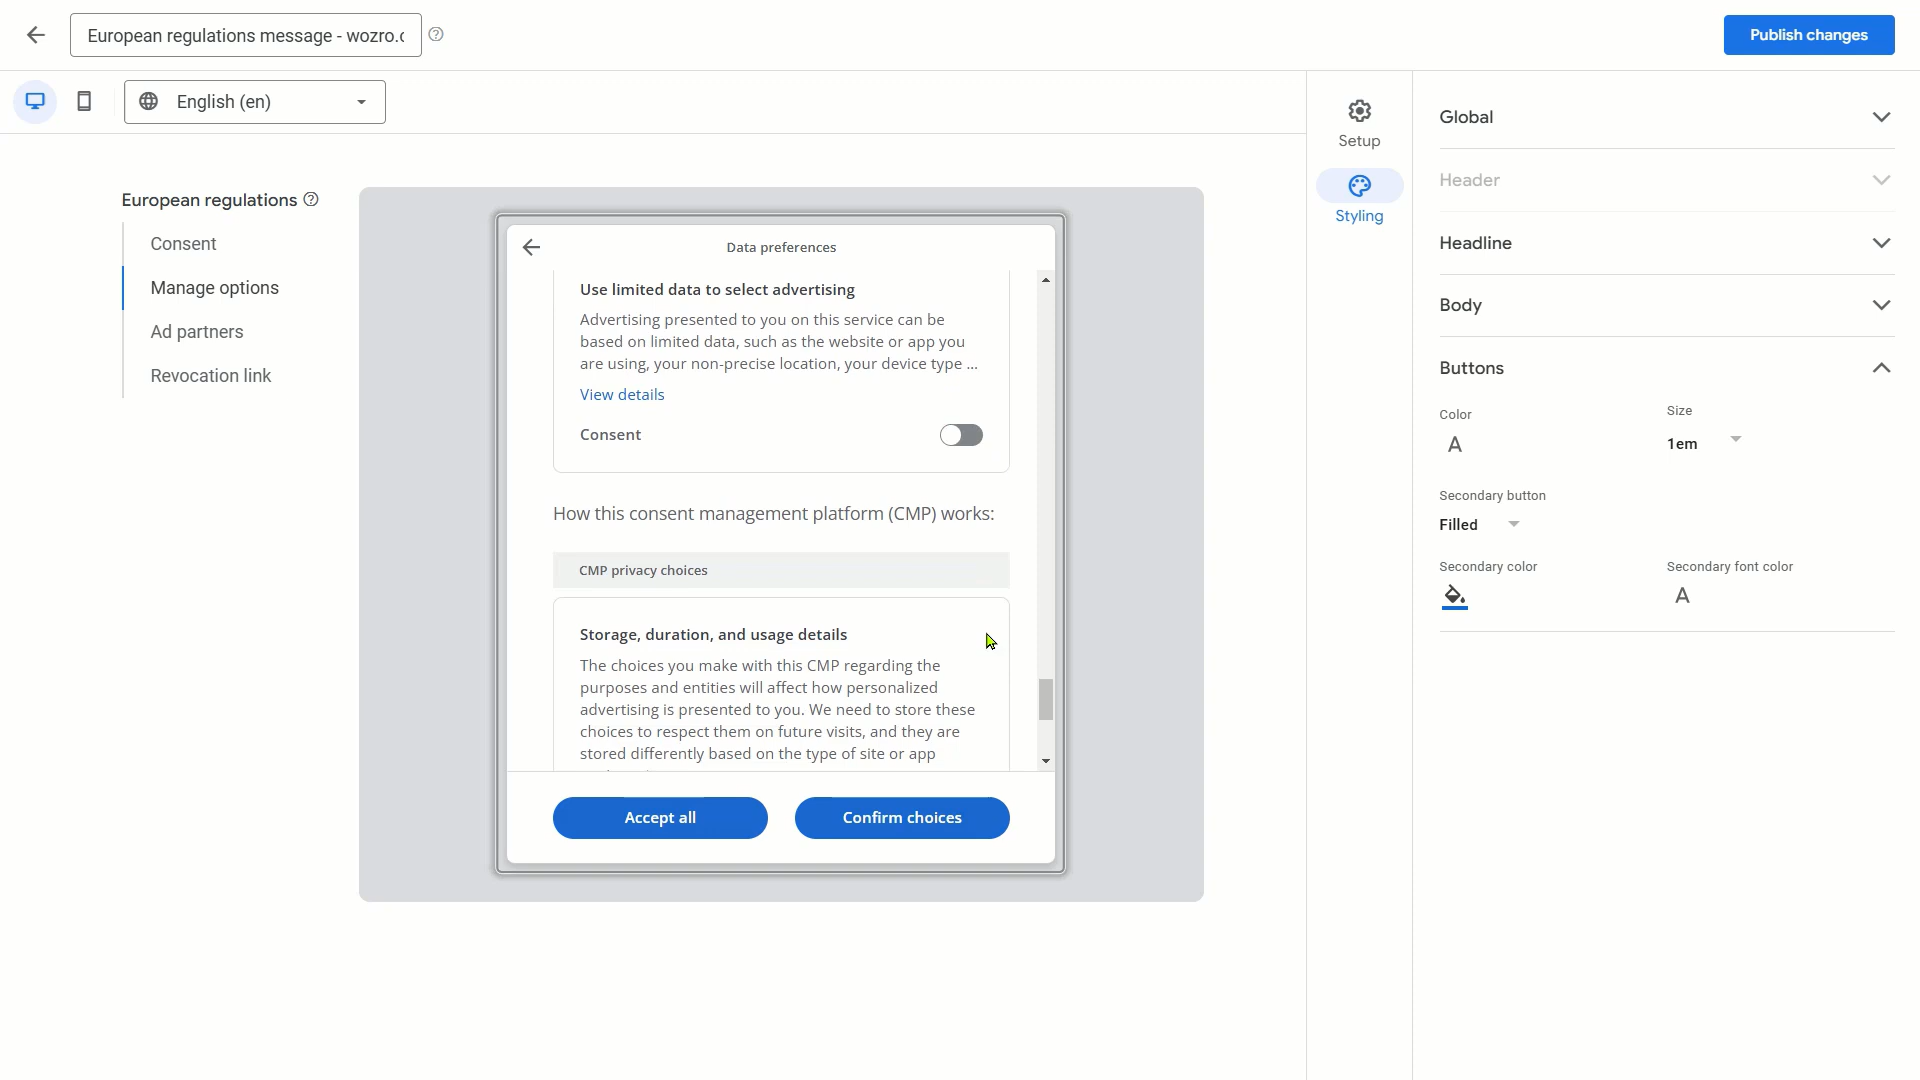 European regulations message - wozro.c
Publish changes
English (en)
Setup
Styling
European regulations
Consent
Manage options
Ad partners
Revocation link
Data preferences
Use limited data to select advertising
Advertising presented to you on this service can be
based on limited data, such as the website or app you
are using, your non-precise location, your device type ...
View details
Consent
How this consent management platform (CMP) works:
CMP privacy choices
Storage, duration, and usage details
The choices you make with this CMP regarding the
purposes and entities will affect how personalized
advertising is presented to you. We need to store these
choices to respect them on future visits, and they are
stored differently based on the type of site or app
Accept all
Confirm choices
Global
Header
Headline
Body
Buttons
Color
Size
A
1em
Secondary button
Filled
Secondary color
Secondary font color
A